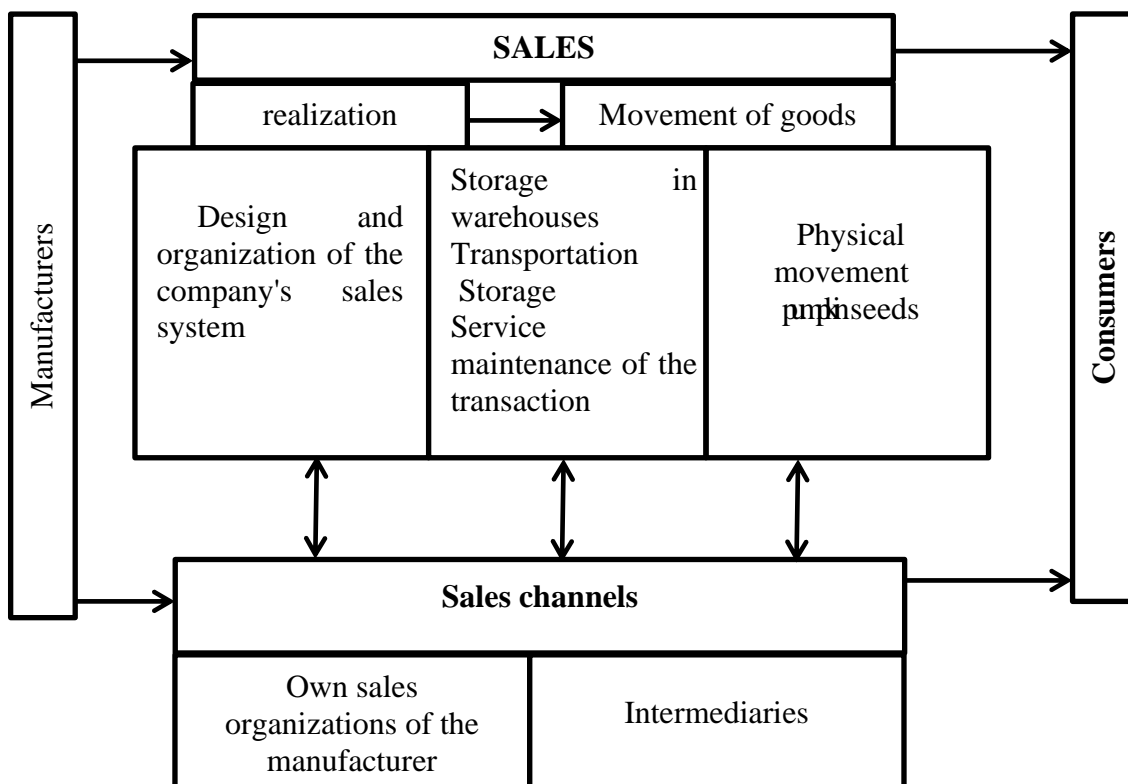 Manufacturers
SALES
realization
Movement of goods
Design and
organization of the
company's sales
system
Storage in
warehouses
Transportation
Storage
Service
maintenance of the
transaction
Physical
movement
pumpkinseeds
Consumers
Sales channels
Own sales
organizations of the
manufacturer
Intermediaries